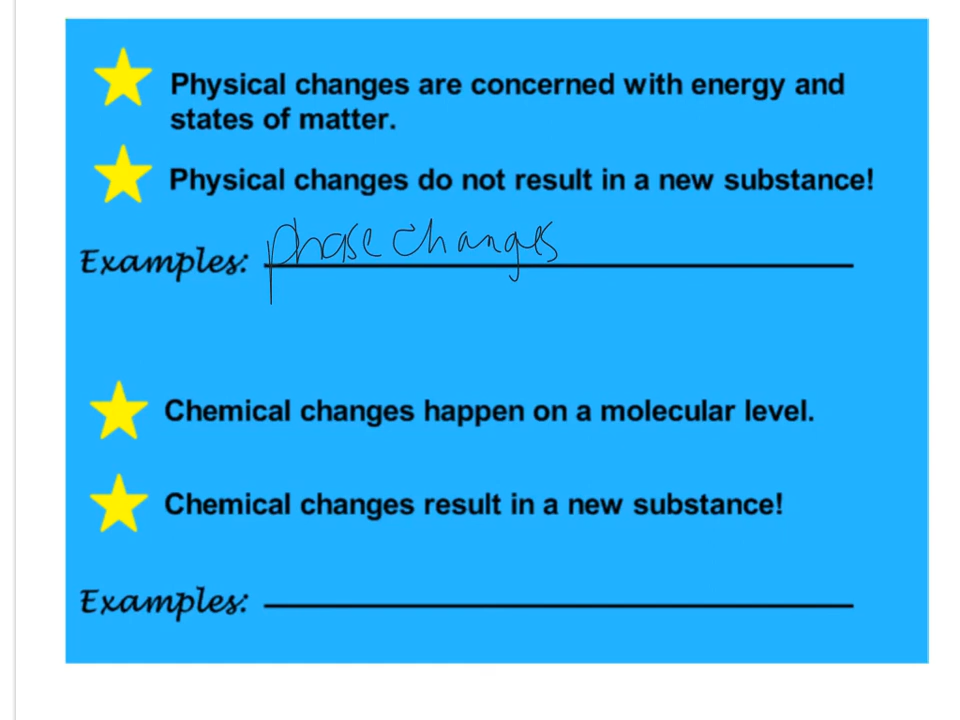 Physical changes are concerned with energy and
states of matter.
Physical changes do not result in a new substance!
Examples: phase changes
Chemical changes happen on a molecular level.
Chemical changes result in a new substance!
Examples: